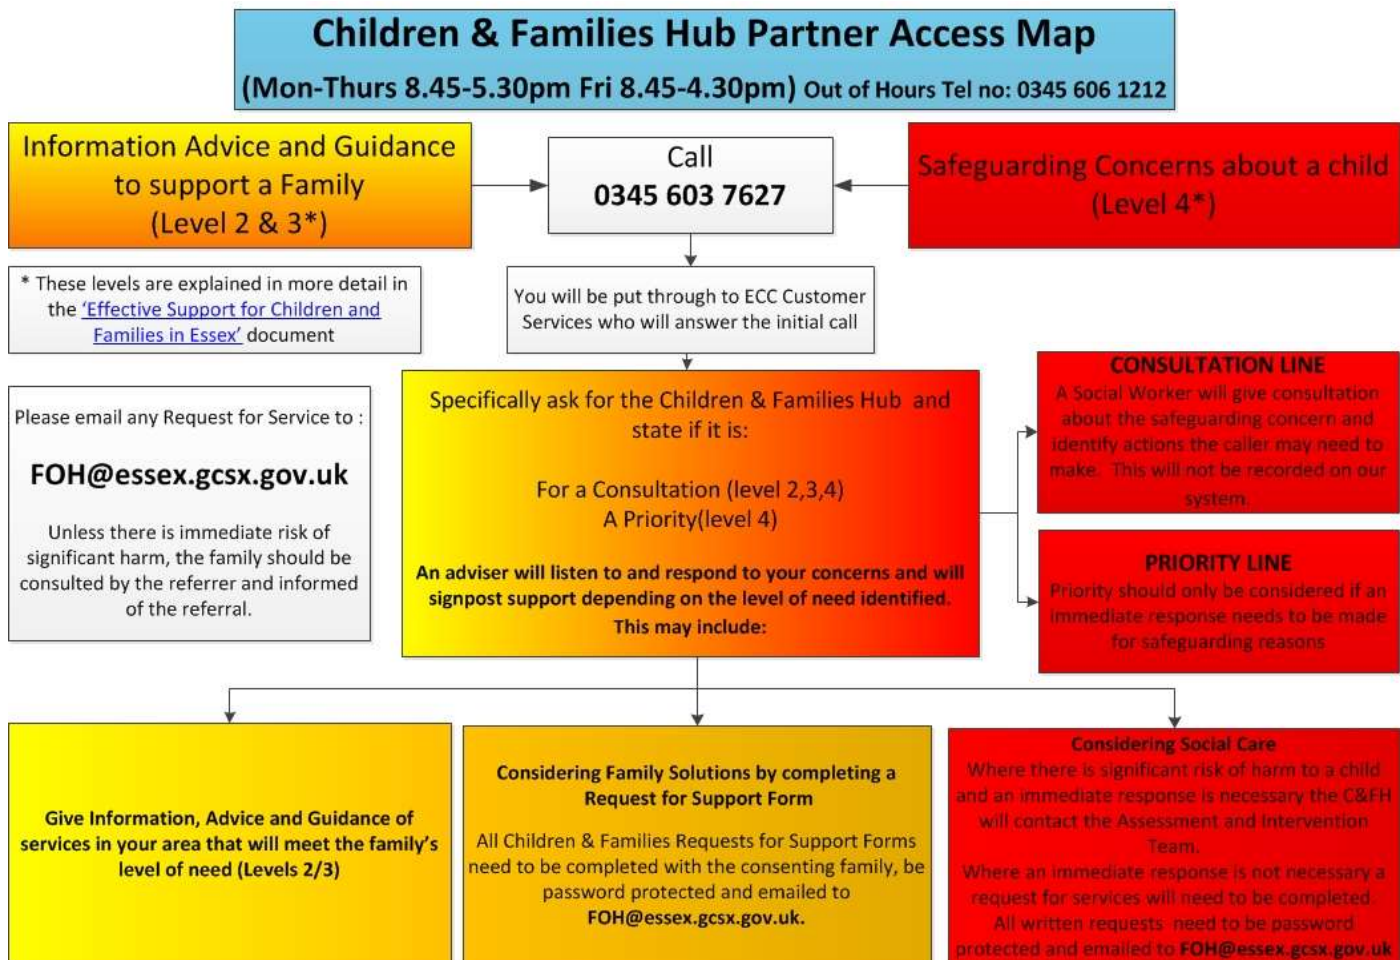 Children & Families Hub Partner Access Map
(Mon-Thurs 8.45-5.30pm Fri 8.45-4.30pm) Out of Hours Tel no: 0345 606 1212
Information Advice and Guidance
to support a Family
(Level 2 & 3*)
Call
0345 603 7627
Safeguarding Concerns about a child
(Level 4*)
* These levels are explained in more detail in
the 'Effective Support for Children and
Families in Essex' document
You will be put through to ECC Customer
Services who will answer the initial call
Please email any Request for Service to :
FOH@essex.gcsx.gov.uk
Unless there is immediate risk of
significant harm, the family should be
consulted by the referrer and informed
of the referral.
Specifically ask for the Children & Families Hub and
state if it is:
For a Consultation (level 2,3,4)
A Priority(level 4)
An adviser will listen to and respond to your concerns and will
signpost support depending on the level of need identified.
This may include:
CONSULTATION LINE
A Social Worker will give consultation
about the safeguarding concern and
identify actions the caller may need to
make. This will not be recorded on our
system.
PRIORITY LINE
Priority should only be considered if an
immediate response needs to be made
for safeguarding reasons
Give Information, Advice and Guidance of
services in your area that will meet the family's
level of need (Levels 2/3)
Considering Family Solutions by completing a
Request for Support Form
All Children & Families Requests for Support Forms
need to be completed with the consenting family, be
password protected and emailed to
FOH@essex.gcsx.gov.uk.
Considering Social Care
Where there is significant risk of harm to a child
and an immediate response is necessary the C&FH
will contact the Assessment and Intervention
Team.
Where an immediate response is not necessary a
request for services will need to be completed.
All written requests need to be password
protected and emailed to FOH@essex.gcsx.gov.uk